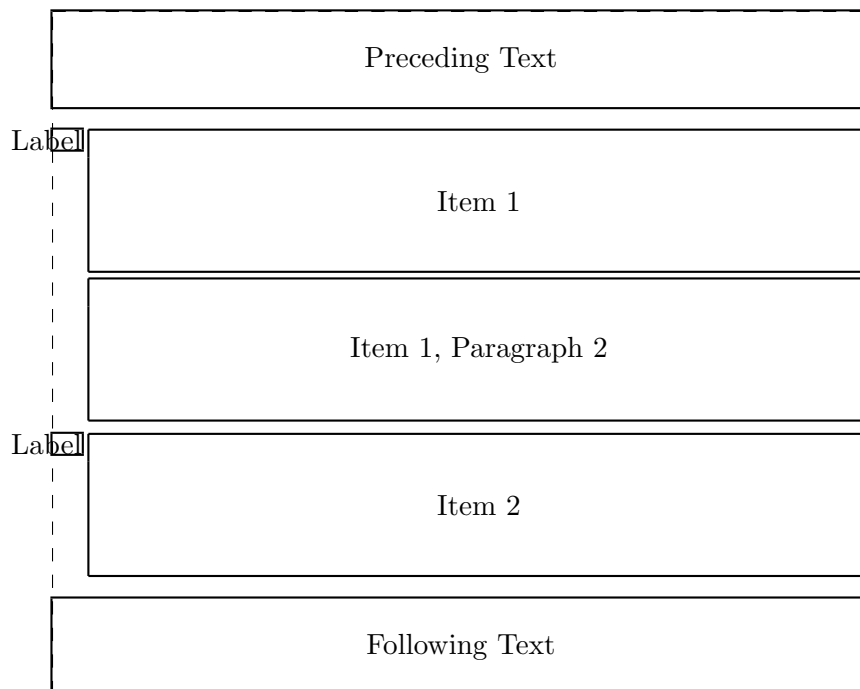 Preceding Text
Label
Item 1
Item 1, Paragraph 2
Label
Item 2
Following Text